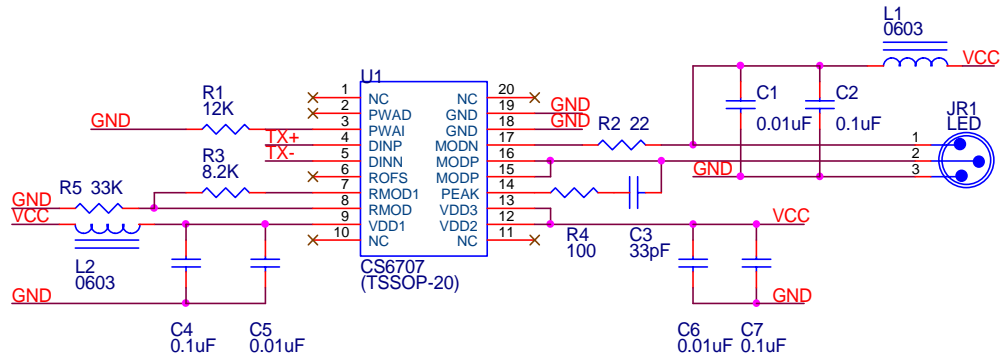 L1
0603
VCC
U1
R1
12K
GND
TX+
TX-
R3
8.2K
R5 33K
GND
VCC
L2
0603
GND
C4
0.1uF
C5
0.01uF
1
2
3
4
5
6
7
8
9
10
NC
PWAD
PWAI
DINP
DINN
ROFS
RMOD1
RMOD
VDD1
NC
NC
GND
GND
MODN
MODP
MODP
PEAK
VDD3
VDD2
NC
20
19
18
17
16
15
14
13
12
11
CS6707
(TSSOP-20)
GND
GND
R2 22
C1
0.01uF
C2
0.1uF
JR1
LED
1
2
3
GND
R4
100
C3
33pF
VCC
GND
C6
0.01uF
C7
0.1uF